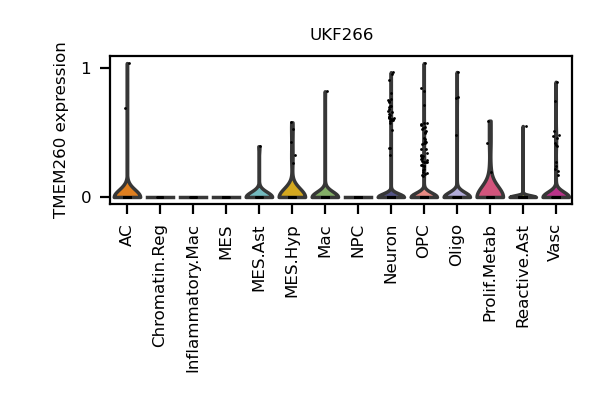 UKF266
TMEM260 expression
1
0
AC
Chromatin.Reg
Inflammatory.Mac
MES
MES.Ast
MES.Hyp
Mac
NPC
Neuron
OPC
Oligo
Prolif.Metab
Reactive.Ast
Vasc